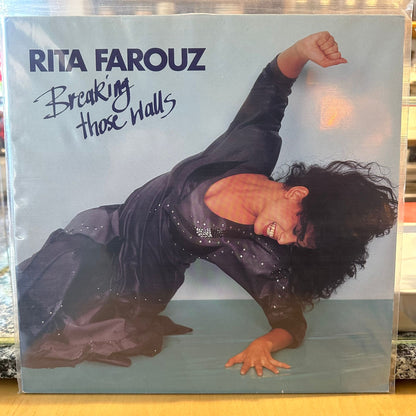 RITA FAROUZ
Breaking
those Walls